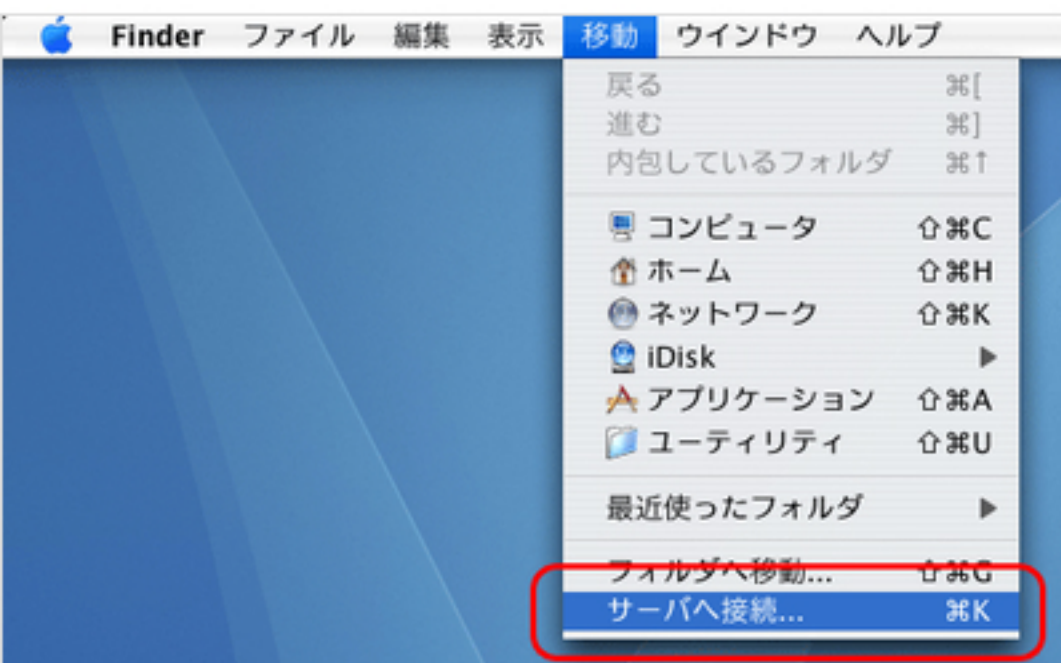 Finder ファイル 編集 表示 移動 ウインドウ ヘルプ
戻る ⌘[
進む ⌘]
内包しているフォルダ ⌘↑
コンピュータ ⇧⌘C
ホーム ⇧⌘H
ネットワーク ⇧⌘K
iDisk ▶
アプリケーション ⇧⌘A
ユーティリティ ⇧⌘U
最近使ったフォルダ ▶
フォルダへ移動... ⇧⌘G
サーバへ接続... ⌘K